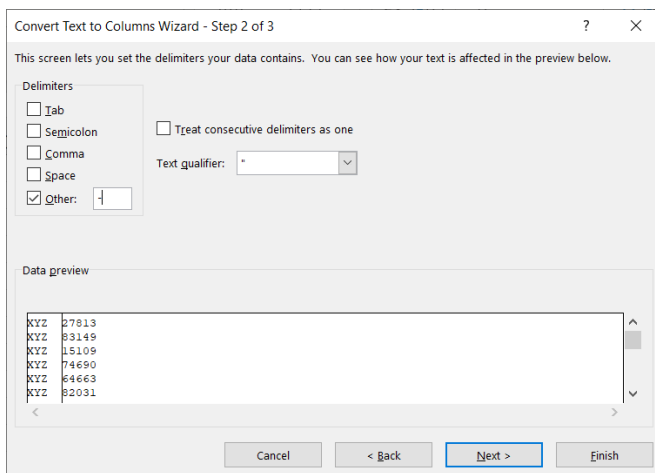 Convert Text to Columns Wizard - Step 2 of 3 ? ×
This screen lets you set the delimiters your data contains. You can see how your text is affected in the preview below.
Delimiters
Tab
Semicolon
Comma
Space
Other: -
Treat consecutive delimiters as one
Text qualifier: "
Data preview
XYZ 27813
XYZ 83149
XYZ 15109
XYZ 74690
XYZ 64663
XYZ 82031
Cancel < Back Next > Finish